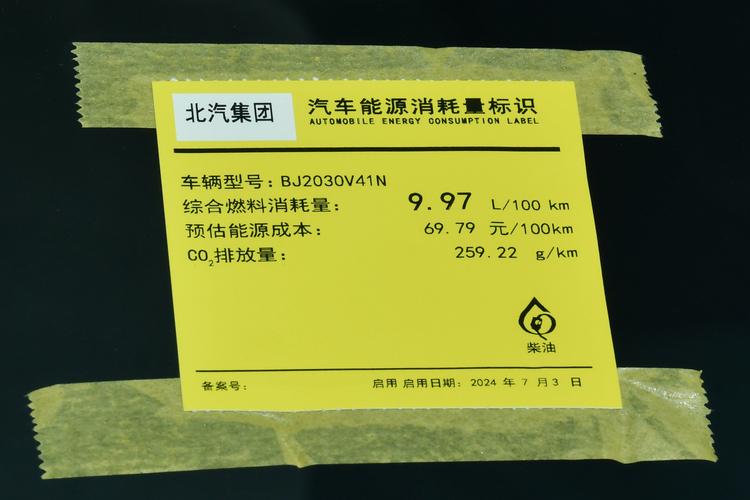 北汽集团
汽车能源消耗量标识
AUTOMOBILE ENERGY CONSUMPTION LABEL
车辆型号: BJ2030V41N
综合燃料消耗量: 9.97 L/100 km
预估能源成本: 69.79 元/100km
CO₂排放量: 259.22 g/km
柴油
备案号: 启用 启用日期: 2024 年 7 月 3 日